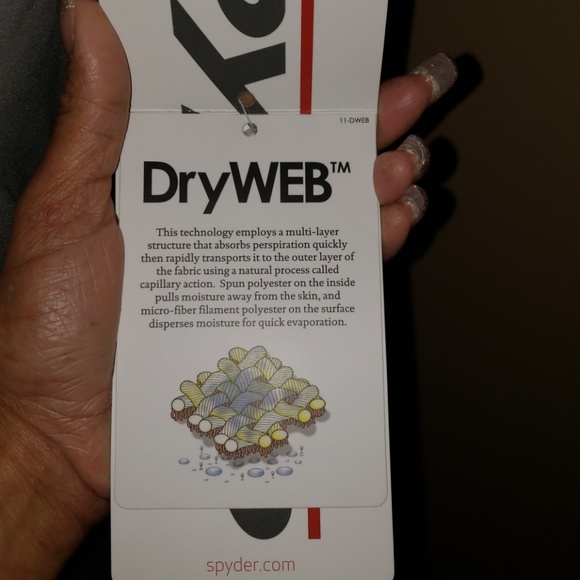 11-DWEB
DryWEB™
This technology employs a multi-layer
structure that absorbs perspiration quickly
then rapidly transports it to the outer layer of
the fabric using a natural process called
capillary action. Spun polyester on the inside
pulls moisture away from the skin, and
micro-fiber filament polyester on the surface
disperses moisture for quick evaporation.
spyder.com